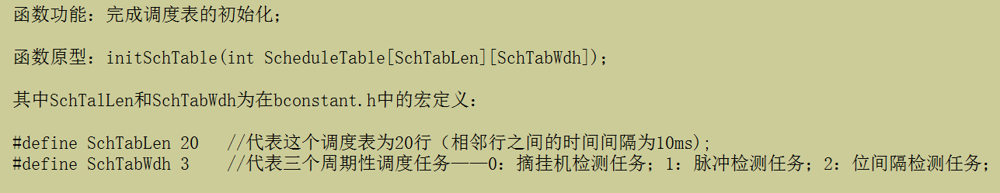 函数功能：完成调度表的初始化；
函数原型：initSchTable(int ScheduleTable[SchTabLen][SchTabWdh]);
其中SchTalLen和SchTabWdh为在bconstant.h中的宏定义：
#define SchTabLen 20   //代表这个调度表为20行（相邻行之间的时间间隔为10ms);
#define SchTabWdh 3    //代表三个周期性调度任务——0：摘挂机检测任务；1：脉冲检测任务；2：位间隔检测任务；